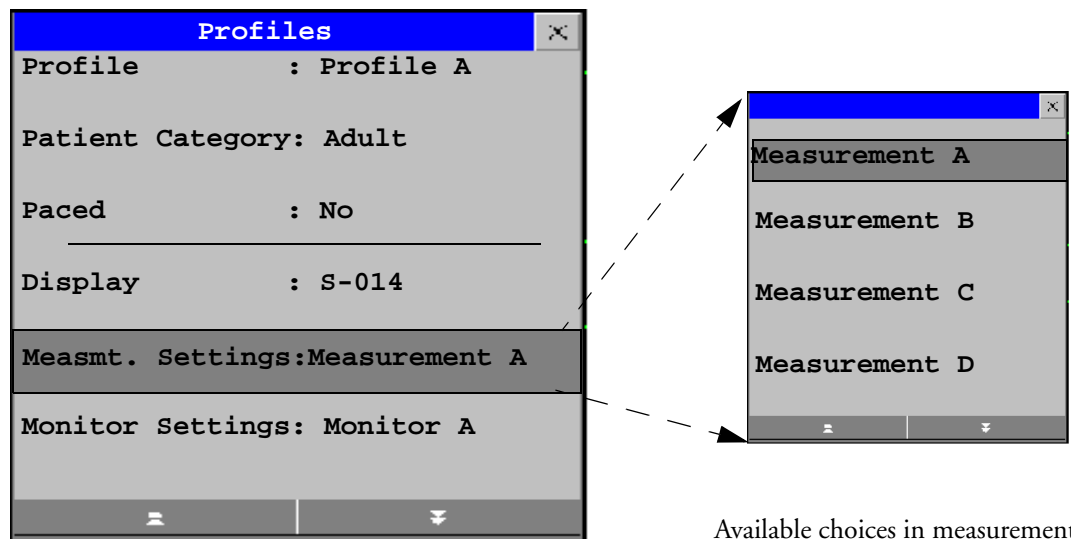 Profiles
Profile : Profile A
Patient Category: Adult
Paced : No
Display : S-014
Measmt. Settings:Measurement A
Monitor Settings: Monitor A
Measurement A
Measurement B
Measurement C
Measurement D
Available choices in measurement